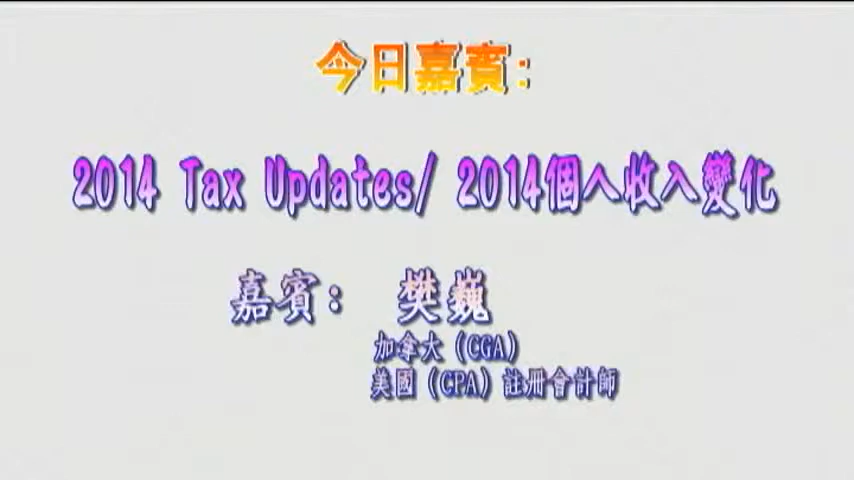 今日嘉賓:
2014 Tax Updates/ 2014個人收入變化
嘉賓: 樊巍
加拿大 (CGA)
美國 (CPA) 註冊會計師